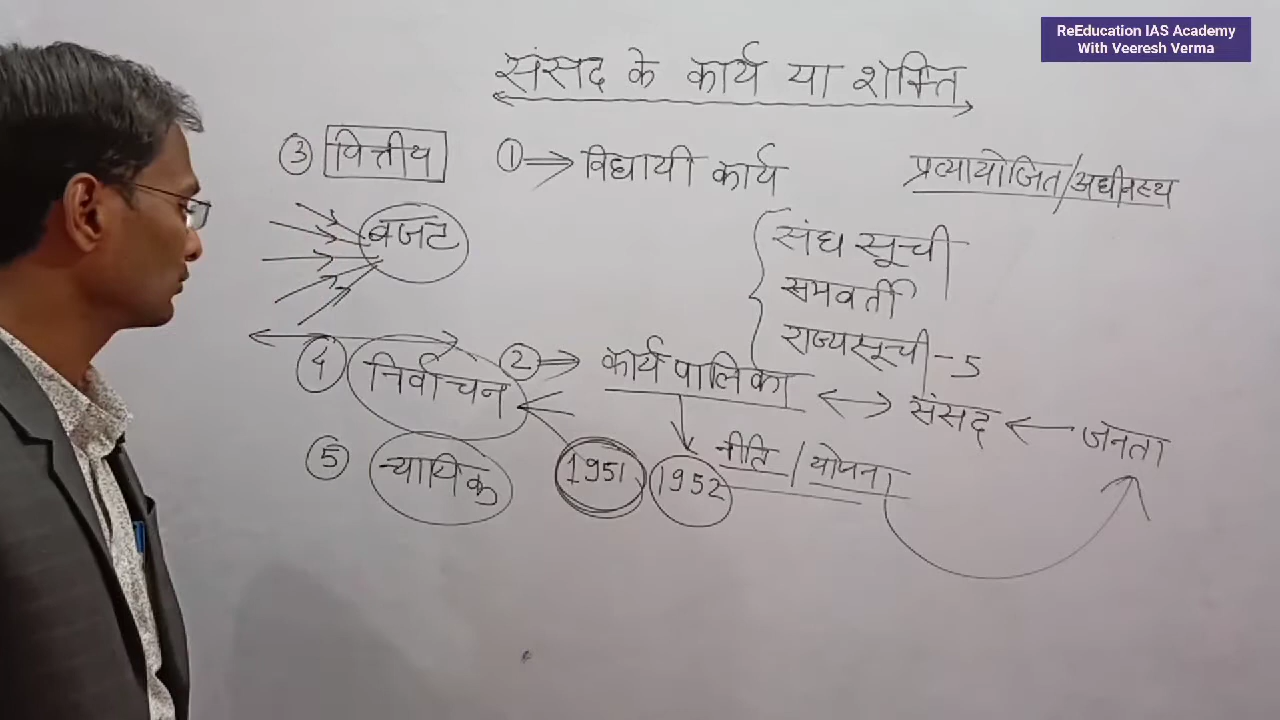 ReEducation IAS Academy
With Veeresh Verma
संसद के कार्य या शक्ति
③ वित्तीय
① → विधायी कार्य
प्रत्यायोजित/अधीनस्थ
बजट
संघ सूची
समवर्ती
राज्यसूची - 5
④ निर्वाचन
② → कार्यपालिका ↔ संसद ← जनता
नीति / योजना
⑤ न्यायिक
1951
1952